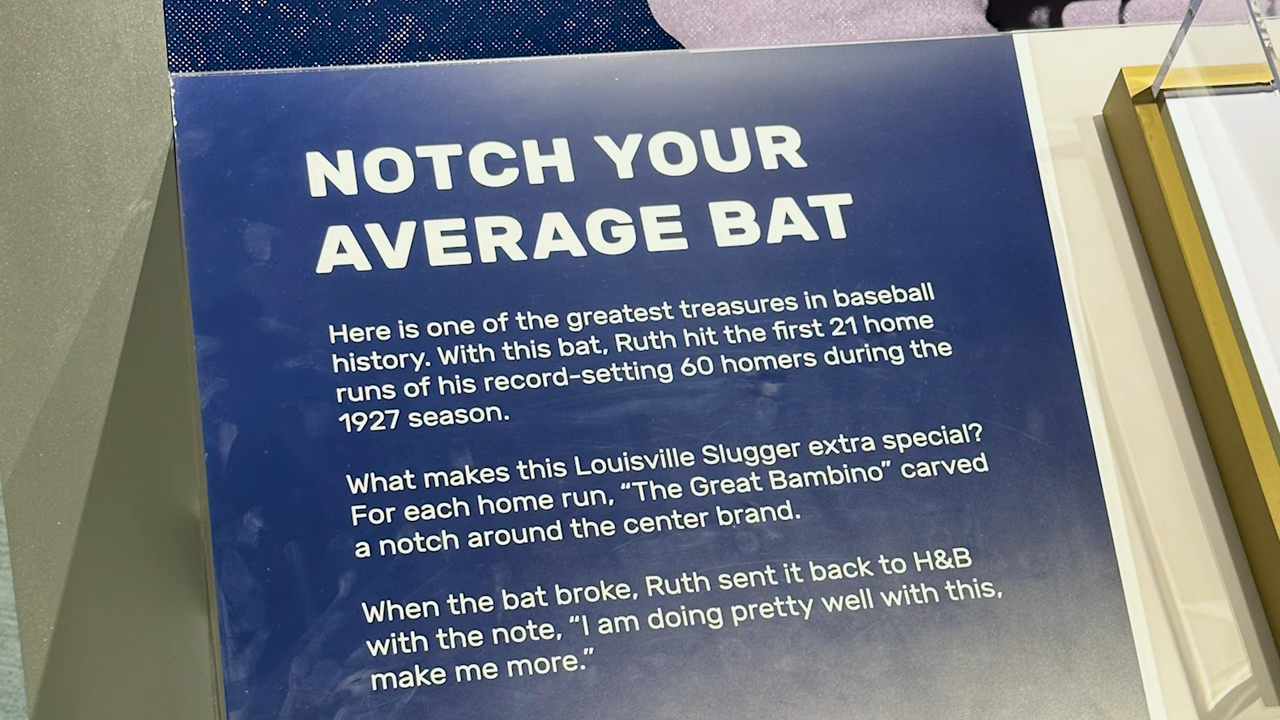 NOTCH YOUR
AVERAGE BAT
Here is one of the greatest treasures in baseball
history. With this bat, Ruth hit the first 21 home
runs of his record-setting 60 homers during the
1927 season.
What makes this Louisville Slugger extra special?
For each home run, “The Great Bambino” carved
a notch around the center brand.
When the bat broke, Ruth sent it back to H&B
with the note, “I am doing pretty well with this,
make me more.”